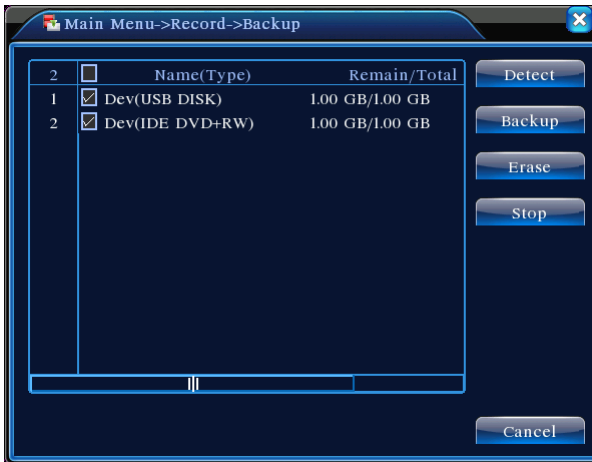 Main Menu->Record->Backup
2 Name(Type) Remain/Total
1 Dev(USB DISK) 1.00 GB/1.00 GB
2 Dev(IDE DVD+RW) 1.00 GB/1.00 GB
Detect
Backup
Erase
Stop
Cancel